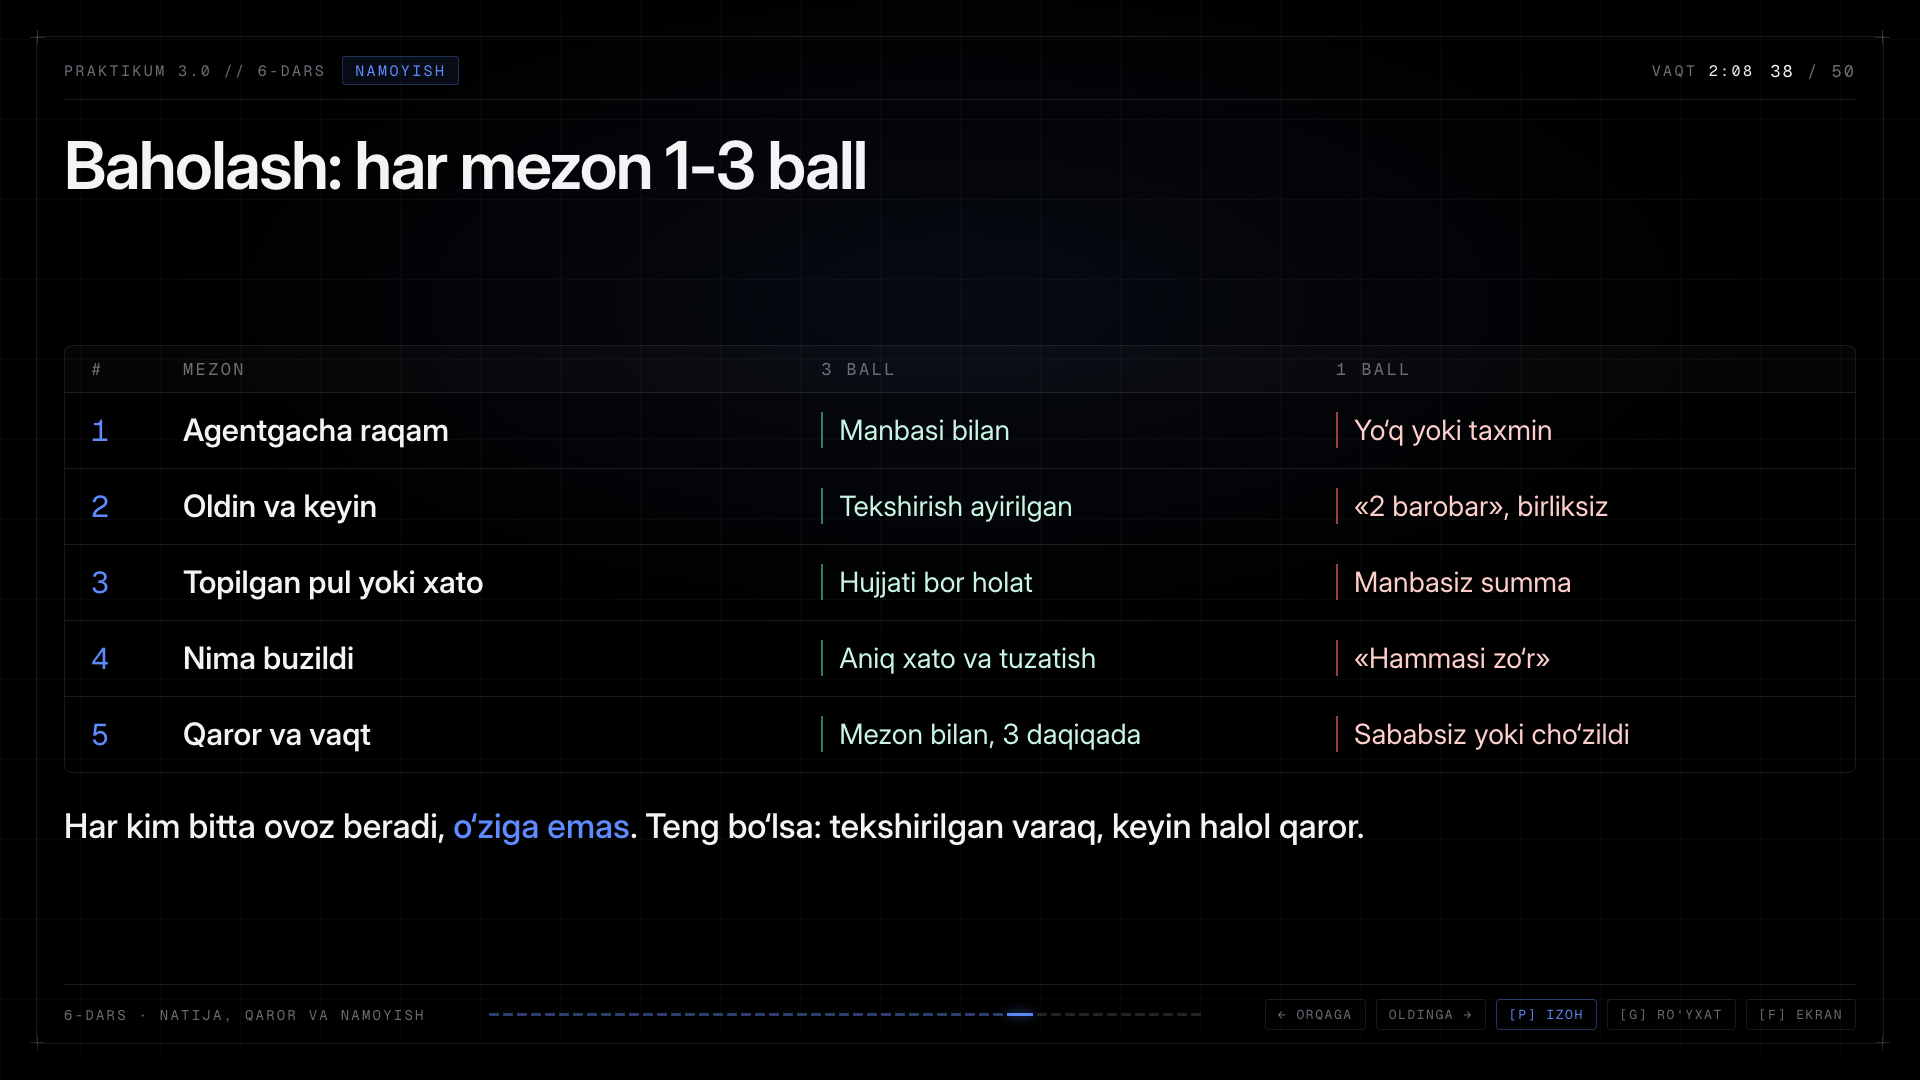 PRAKTIKUM 3.0 // 6-DARS NAMOYISH VAQT 2:08 38 / 50
Baholash: har mezon 1-3 ball
# MEZON 3 BALL 1 BALL
1 Agentgacha raqam Manbasi bilan Yo‘q yoki taxmin
2 Oldin va keyin Tekshirish ayirilgan «2 barobar», birliksiz
3 Topilgan pul yoki xato Hujjati bor holat Manbasiz summa
4 Nima buzildi Aniq xato va tuzatish «Hammasi zo‘r»
5 Qaror va vaqt Mezon bilan, 3 daqiqada Sababsiz yoki cho‘zildi
Har kim bitta ovoz beradi, o‘ziga emas. Teng bo‘lsa: tekshirilgan varaq, keyin halol qaror.
6-DARS · NATIJA, QAROR VA NAMOYISH ← ORQAGA OLDINGA → [P] IZOH [G] RO‘YXAT [F] EKRAN